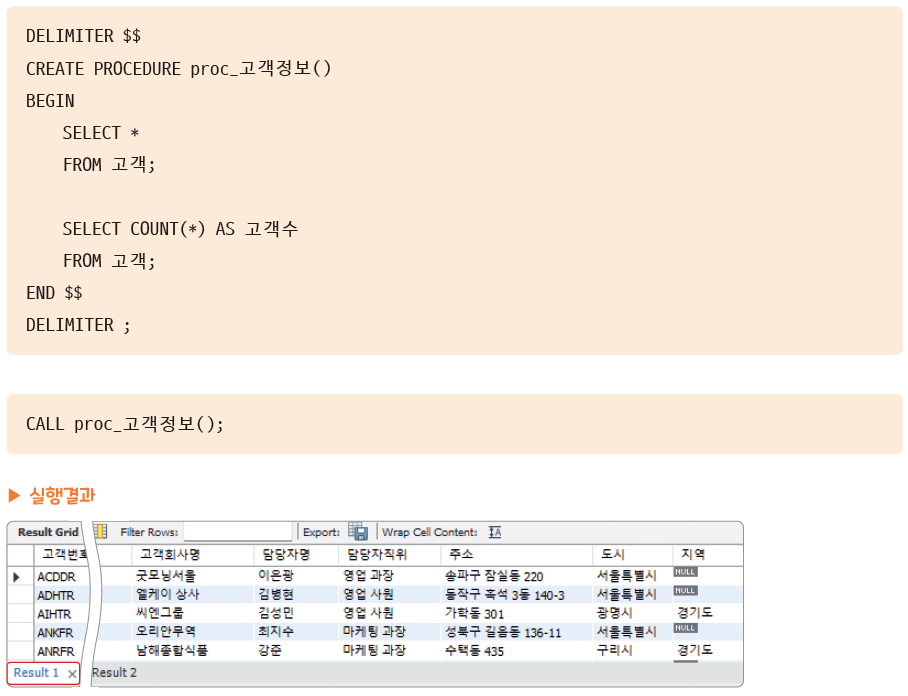 DELIMITER $$
CREATE PROCEDURE proc_고객정보()
BEGIN
SELECT *
FROM 고객;
SELECT COUNT(*) AS 고객수
FROM 고객;
END $$
DELIMITER ;
CALL proc_고객정보();
▶ 실행결과
Result Grid Filter Rows: Export: Wrap Cell Content: IA
고객번호 고객회사명 담당자명 담당자직위 주소 도시 지역
ACDDR 굿모닝서울 이은광 영업 과장 송파구 잠실동 220 서울특별시 NULL
ADHTR 엘케이 상사 김병현 영업 사원 동작구 흑석 3동 140-3 서울특별시 NULL
AIHTR 씨엔그룹 김성민 영업 사원 가학동 301 광명시 경기도
ANKFR 오리안무역 최지수 마케팅 과장 성북구 길음동 136-11 서울특별시 NULL
ANRFR 남해종합식품 강준 마케팅 과장 수택동 435 구리시 경기도
Result 1 × Result 2